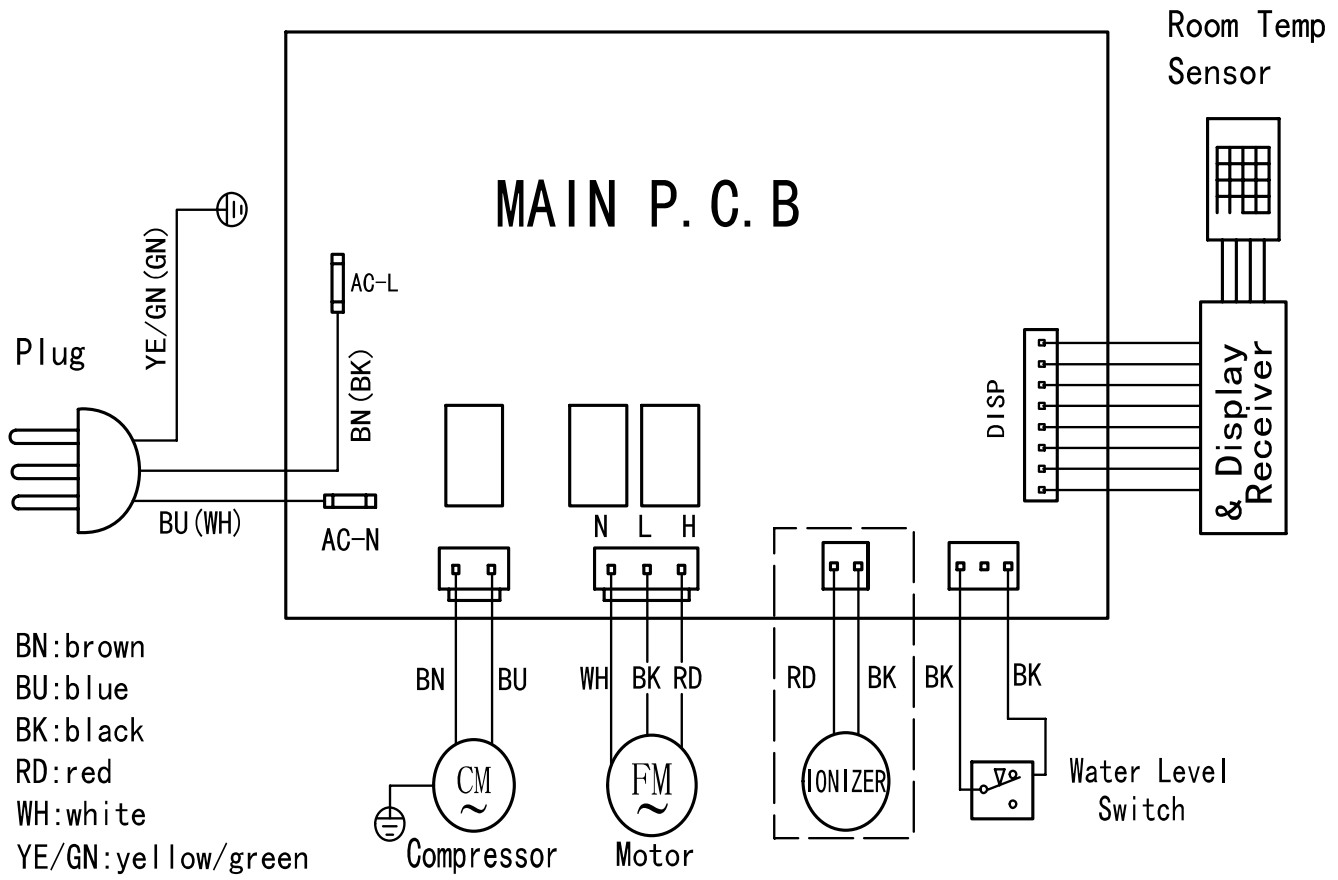 Room Temp
Sensor
MAIN P.C.B
YE/GN(GN)
AC-L
Plug
BN(BK)
DISP
& Display
Receiver
BU(WH)
AC-N
N L H
BN:brown
BU:blue
BK:black
RD:red
WH:white
YE/GN:yellow/green
BN BU WH BK RD RD BK BK BK
CM
~
FM
~
IONIZER
Water Level
Switch
Compressor
Motor